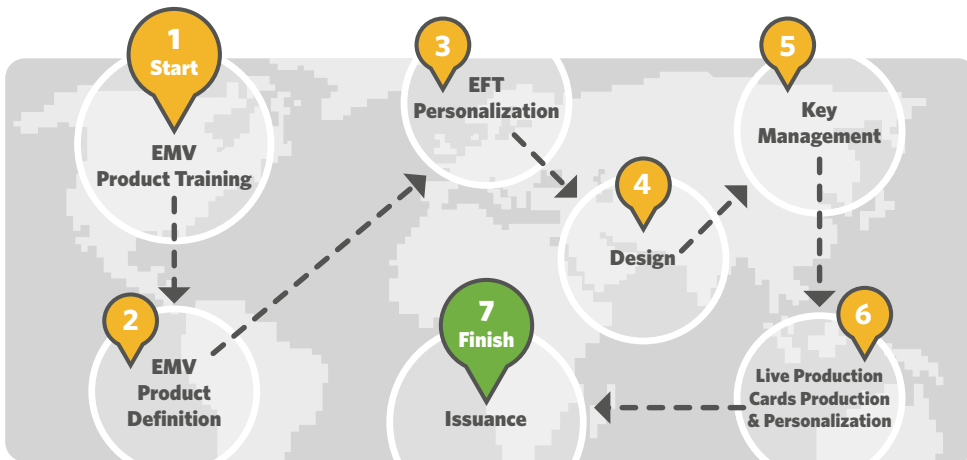 1
Start
EMV
Product Training
2
EMV
Product
Definition
3
EFT
Personalization
4
Design
5
Key
Management
6
Live Production
Cards Production
& Personalization
7
Finish
Issuance